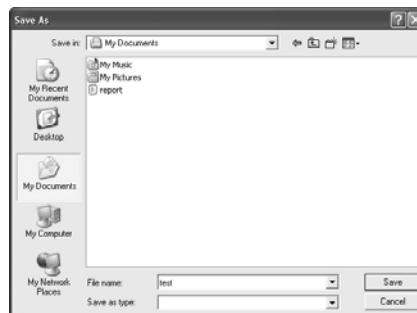 Save As
Save in: My Documents
My Recent Documents
Desktop
My Documents
My Computer
My Network Places
My Music
My Pictures
report
File name: test
Save
Save as type:
Cancel